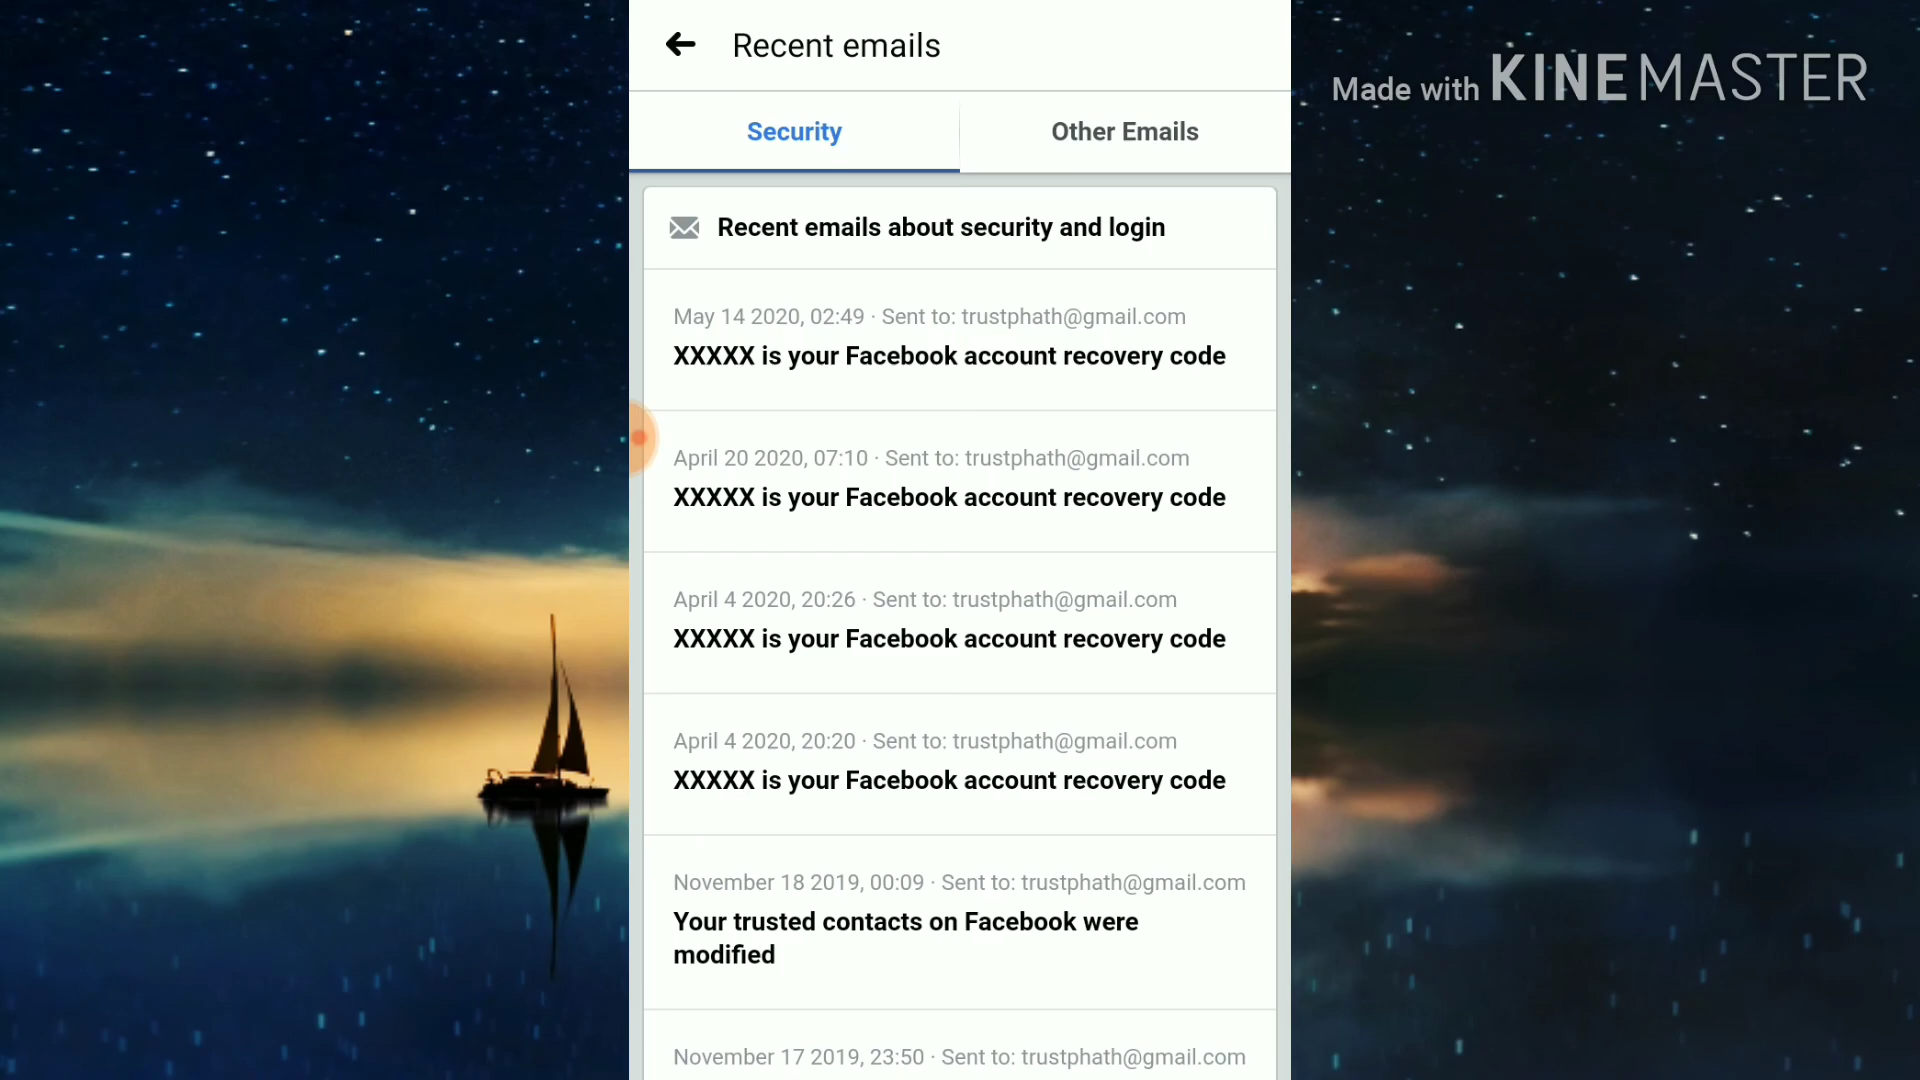 Recent emails
Made with KINEMASTER
Security
Other Emails
Recent emails about security and login
May 14 2020, 02:49 · Sent to: trustphath@gmail.com
XXXXX is your Facebook account recovery code
April 20 2020, 07:10 · Sent to: trustphath@gmail.com
XXXXX is your Facebook account recovery code
April 4 2020, 20:26 · Sent to: trustphath@gmail.com
XXXXX is your Facebook account recovery code
April 4 2020, 20:20 · Sent to: trustphath@gmail.com
XXXXX is your Facebook account recovery code
November 18 2019, 00:09 · Sent to: trustphath@gmail.com
Your trusted contacts on Facebook were
modified
November 17 2019, 23:50 · Sent to: trustphath@gmail.com